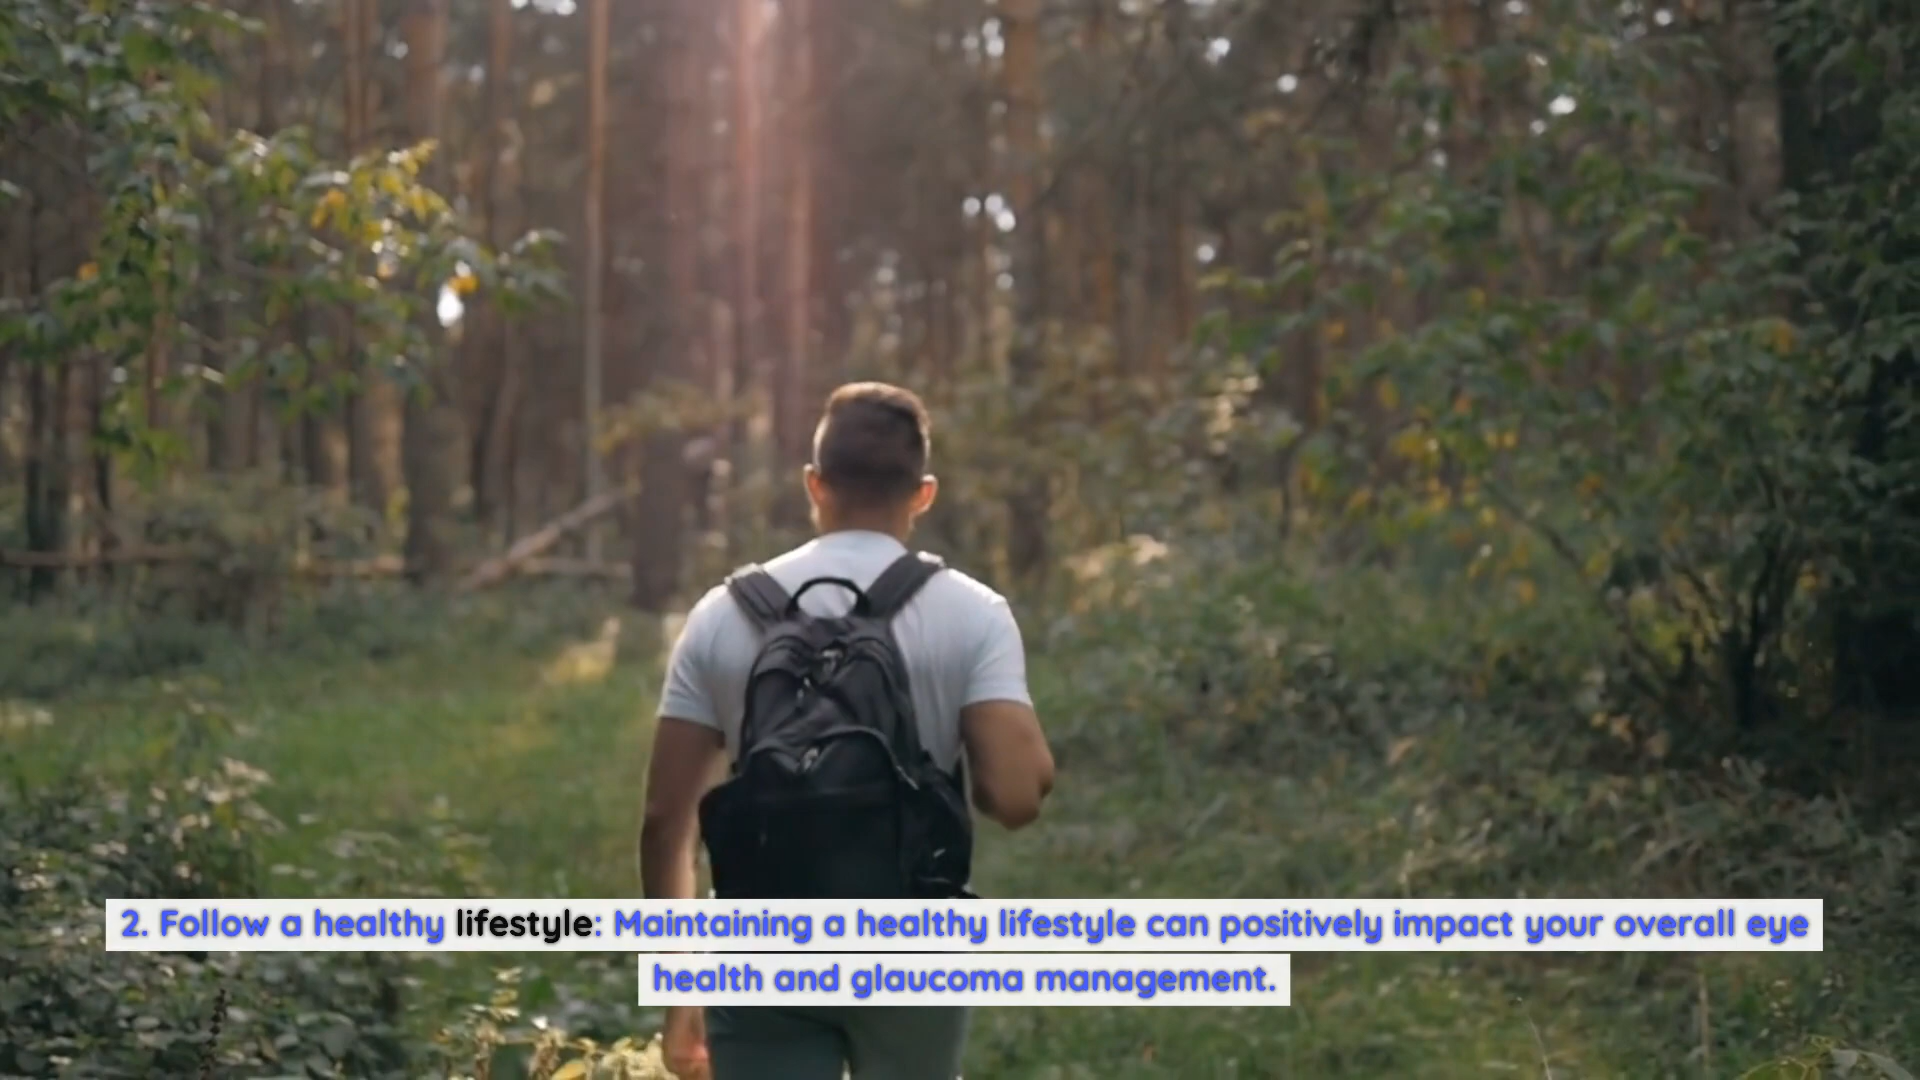 2. Follow a healthy lifestyle: Maintaining a healthy lifestyle can positively impact your overall eye
health and glaucoma management.